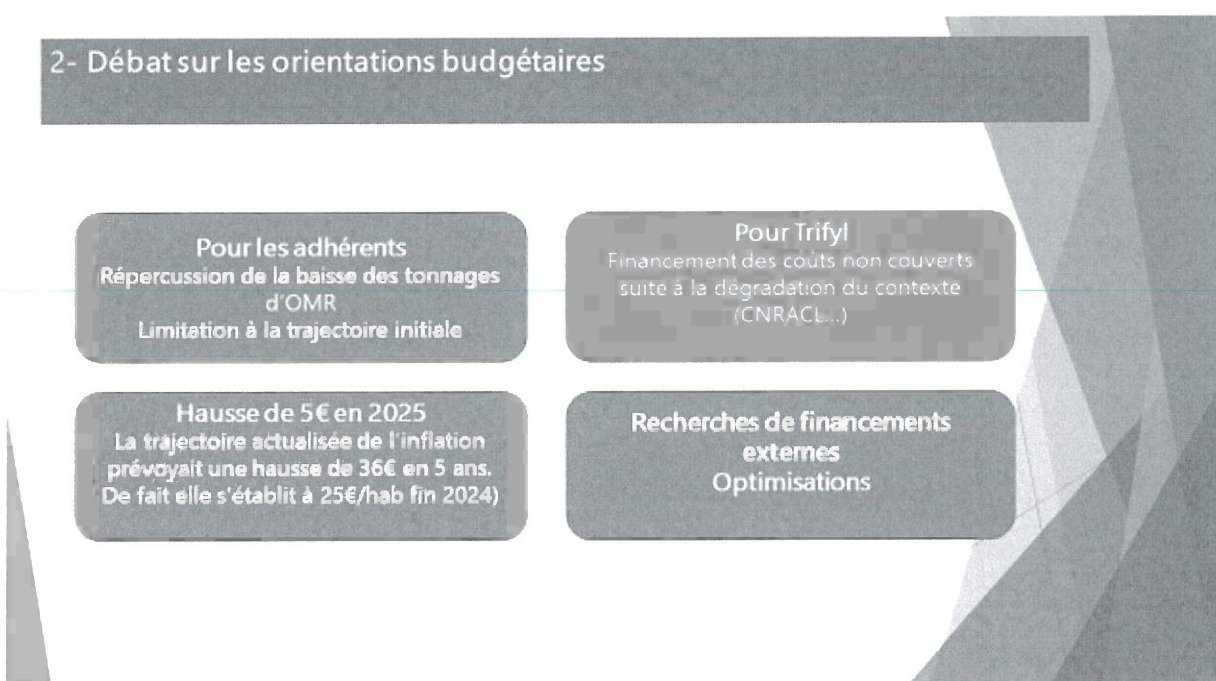 2- Débat sur les orientations budgétaires
Pour les adhérents
Répercussion de la baisse des tonnages
d'OMR
Limitation à la trajectoire initiale
Pour Trifyl
Financement des coûts non couverts
suite à la dégradation du contexte
(CNRACL...)
Hausse de 5€ en 2025
La trajectoire actualisée de l'inflation
prévoyait une hausse de 36€ en 5 ans.
De fait elle s'établit à 25€/hab fin 2024)
Recherches de financements
externes
Optimisations